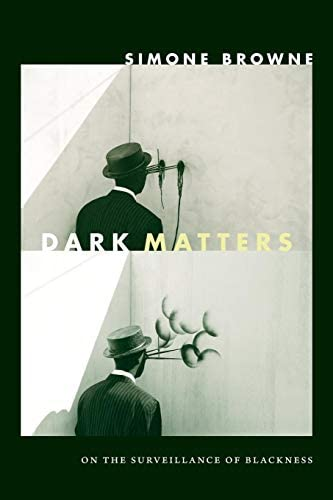 SIMONE BROWNE
DARK MATTERS
ON THE SURVEILLANCE OF BLACKNESS